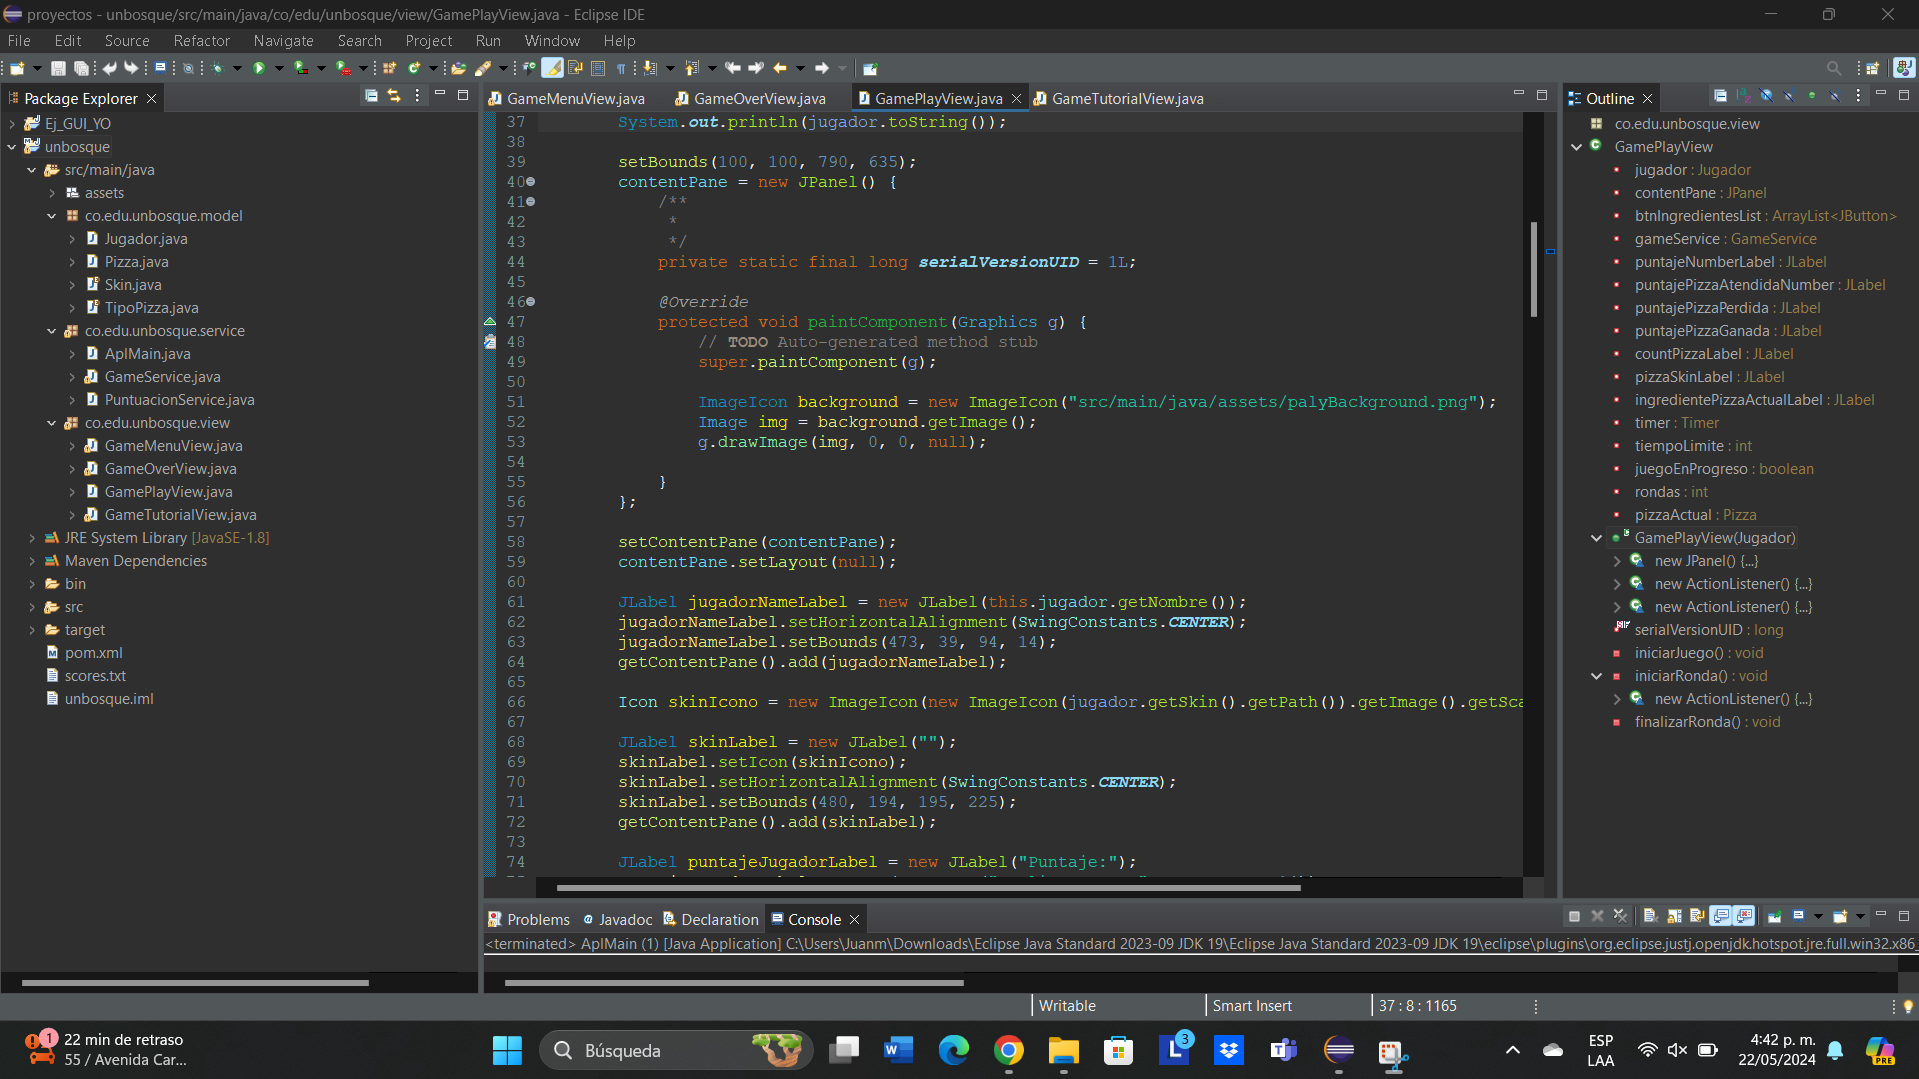 proyectos - unbosque/src/main/java/co/edu/unbosque/view/GamePlayView.java - Eclipse IDE
File Edit Source Refactor Navigate Search Project Run Window Help
Package Explorer
Ej_GUI_YO
unbosque
src/main/java
assets
co.edu.unbosque.model
Jugador.java
Pizza.java
Skin.java
TipoPizza.java
co.edu.unbosque.service
AplMain.java
GameService.java
PuntuacionService.java
co.edu.unbosque.view
GameMenuView.java
GameOverView.java
GamePlayView.java
GameTutorialView.java
JRE System Library [JavaSE-1.8]
Maven Dependencies
bin
src
target
pom.xml
scores.txt
unbosque.iml
GameMenuView.java GameOverView.java GamePlayView.java GameTutorialView.java
37 System.out.println(jugador.toString());
38
39 setBounds(100, 100, 790, 635);
40 contentPane = new JPanel() {
41 /**
42 *
43 */
44 private static final long serialVersionUID = 1L;
45
46 @Override
47 protected void paintComponent(Graphics g) {
48 // TODO Auto-generated method stub
49 super.paintComponent(g);
50
51 ImageIcon background = new ImageIcon("src/main/java/assets/palyBackground.png");
52 Image img = background.getImage();
53 g.drawImage(img, 0, 0, null);
54
55 }
56 };
57
58 setContentPane(contentPane);
59 contentPane.setLayout(null);
60
61 JLabel jugadorNameLabel = new JLabel(this.jugador.getNombre());
62 jugadorNameLabel.setHorizontalAlignment(SwingConstants.CENTER);
63 jugadorNameLabel.setBounds(473, 39, 94, 14);
64 getContentPane().add(jugadorNameLabel);
65
66 Icon skinIcono = new ImageIcon(new ImageIcon(jugador.getSkin().getPath()).getImage().getSca
67
68 JLabel skinLabel = new JLabel("");
69 skinLabel.setIcon(skinIcono);
70 skinLabel.setHorizontalAlignment(SwingConstants.CENTER);
71 skinLabel.setBounds(480, 194, 195, 225);
72 getContentPane().add(skinLabel);
73
74 JLabel puntajeJugadorLabel = new JLabel("Puntaje:");
Outline
co.edu.unbosque.view
GamePlayView
jugador : Jugador
contentPane : JPanel
btnIngredientesList : ArrayList<JButton>
gameService : GameService
puntajeNumberLabel : JLabel
puntajePizzaAtendidaNumber : JLabel
puntajePizzaPerdida : JLabel
puntajePizzaGanada : JLabel
countPizzaLabel : JLabel
pizzaSkinLabel : JLabel
ingredientePizzaActualLabel : JLabel
timer : Timer
tiempoLimite : int
juegoEnProgreso : boolean
rondas : int
pizzaActual : Pizza
GamePlayView(Jugador)
new JPanel() {...}
new ActionListener() {...}
new ActionListener() {...}
serialVersionUID : long
iniciarJuego() : void
iniciarRonda() : void
new ActionListener() {...}
finalizarRonda() : void
Problems Javadoc Declaration Console
<terminated> AplMain (1) [Java Application] C:\Users\Juanm\Downloads\Eclipse Java Standard 2023-09 JDK 19\Eclipse Java Standard 2023-09 JDK 19\eclipse\plugins\org.eclipse.justj.openjdk.hotspot.jre.full.win32.x86_
Writable Smart Insert 37 : 8 : 1165
1
22 min de retraso
55 / Avenida Car...
Búsqueda
3
ESP
LAA
4:42 p. m.
22/05/2024
PRE